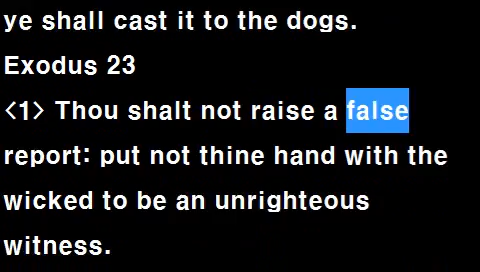 ye shall cast it to the dogs.
Exodus 23
<1> Thou shalt not raise a false
report: put not thine hand with the
wicked to be an unrighteous
witness.